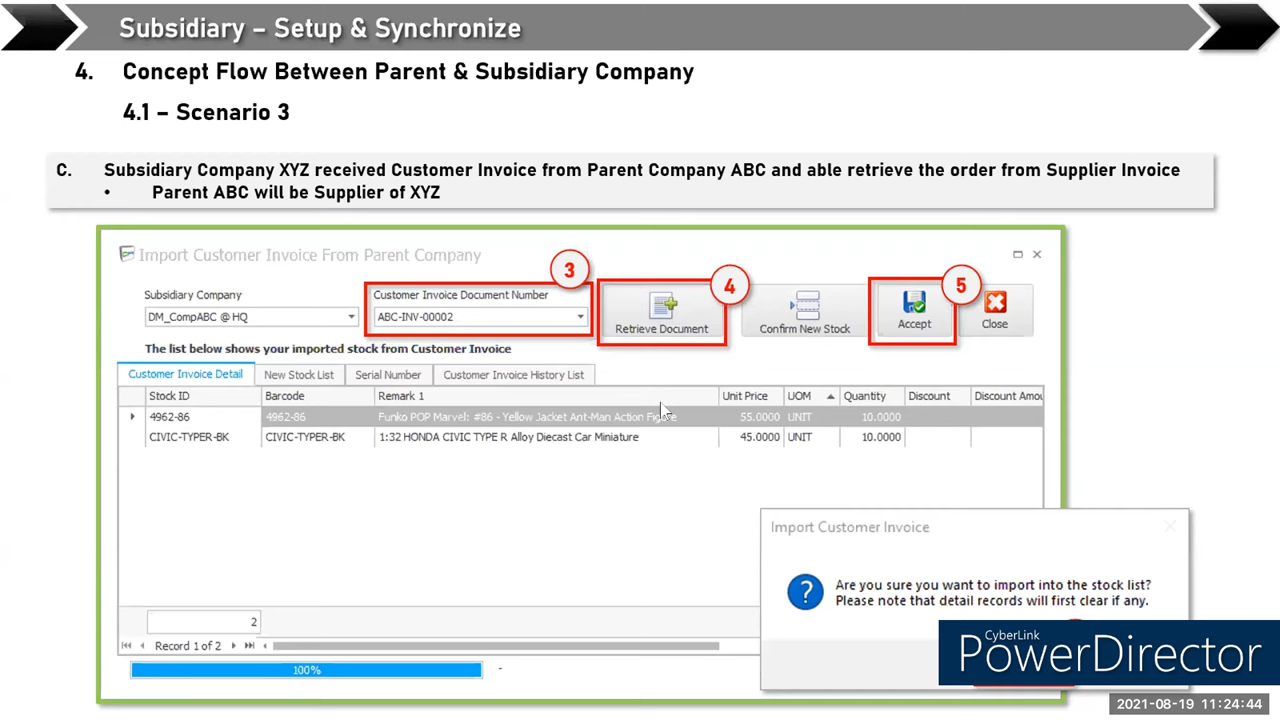 Subsidiary – Setup & Synchronize
4. Concept Flow Between Parent & Subsidiary Company
4.1 – Scenario 3
C. Subsidiary Company XYZ received Customer Invoice from Parent Company ABC and able retrieve the order from Supplier Invoice
• Parent ABC will be Supplier of XYZ
Import Customer Invoice From Parent Company
3
4
5
Subsidiary Company
Customer Invoice Document Number
DM_CompABC @ HQ
ABC-INV-00002
Retrieve Document
Confirm New Stock
Accept
Close
The list below shows your imported stock from Customer Invoice
Customer Invoice Detail New Stock List Serial Number Customer Invoice History List
Stock ID Barcode Remark 1 Unit Price UOM Quantity Discount Discount Amou
4962-86 4962-86 Funko POP Marvel: #86 - Yellow Jacket Ant-Man Action Figure 55.0000 UNIT 10.0000
CIVIC-TYPER-BK CIVIC-TYPER-BK 1:32 HONDA CIVIC TYPE R Alloy Diecast Car Miniature 45.0000 UNIT 10.0000
2
Record 1 of 2
100% -
Import Customer Invoice
Are you sure you want to import into the stock list?
Please note that detail records will first clear if any.
CyberLink
PowerDirector
2021-08-19 11:24:44